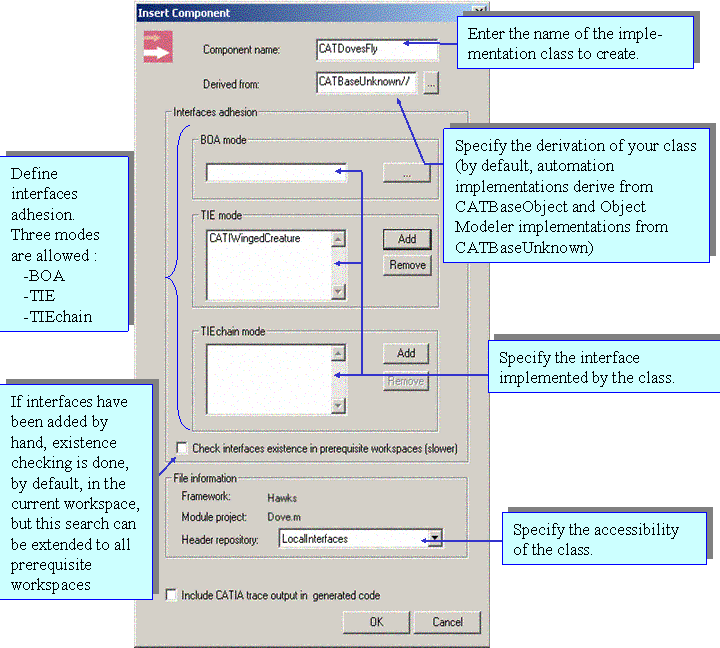 Insert Component
Component name:
CATDovesFly
Enter the name of the imple-
mentation class to create.
Derived from:
CATBaseUnknown//
...
Interfaces adhesion
BOA mode
...
Specify the derivation of your class
(by default, automation
implementations derive from
CATBaseObject and Object
Modeler implementations from
CATBaseUnknown)
Define
interfaces
adhesion.
Three modes
are allowed :
-BOA
-TIE
-TIEchain
TIE mode
CATIWingedCreature
Add
Remove
TIEchain mode
Add
Remove
Specify the interface
implemented by the class.
If interfaces have
been added by
hand, existence
checking is done,
by default, in the
current workspace,
but this search can
be extended to all
prerequisite
workspaces
Check interfaces existence in prerequisite workspaces (slower)
File information
Framework:
Hawks
Module project:
Dove.m
Header repository:
LocalInterfaces
Specify the accessibility
of the class.
Include CATIA trace output in generated code
OK
Cancel